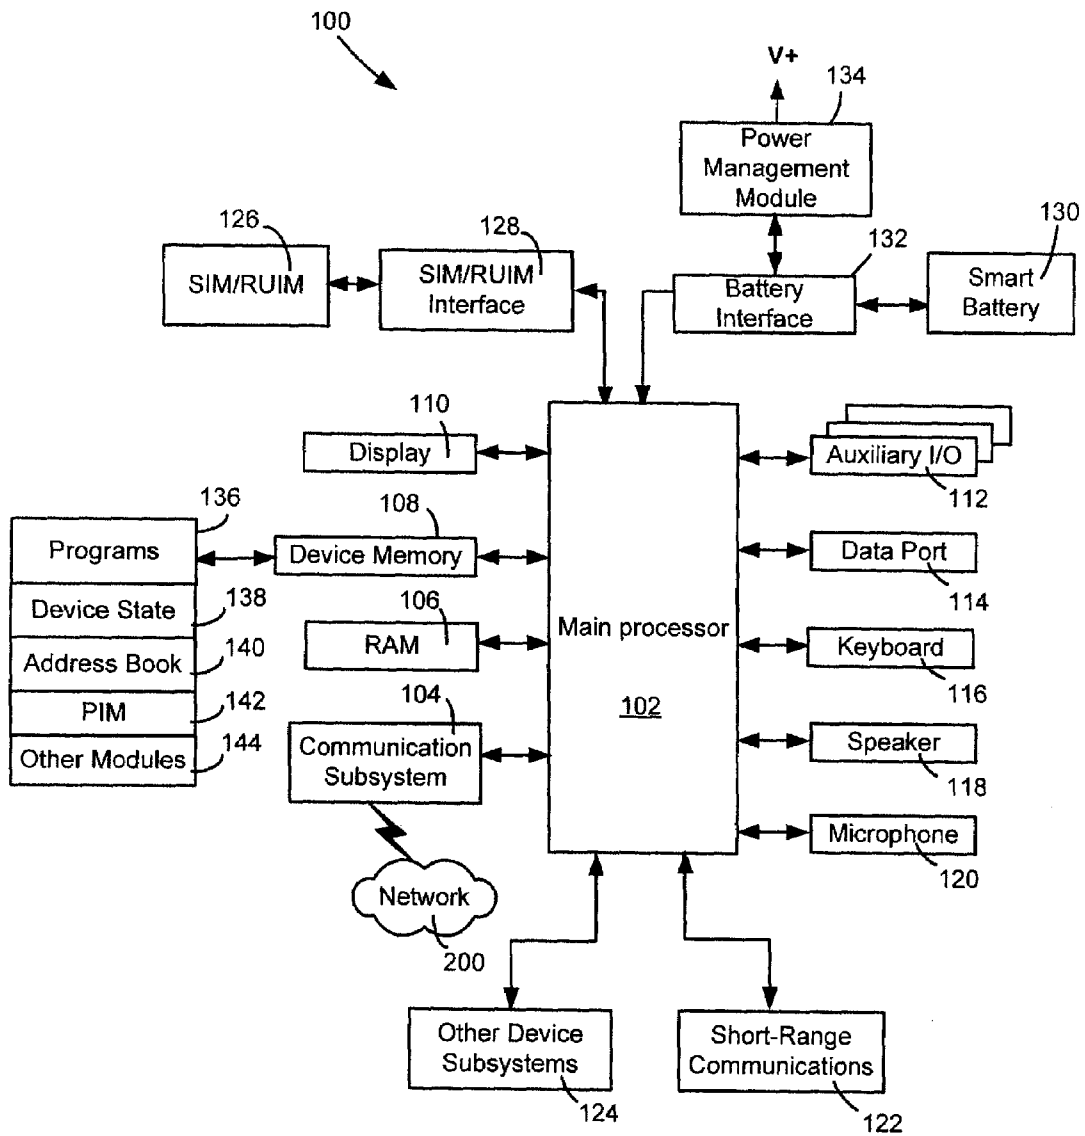 100
V+
134
Power
Management
Module
126
SIM/RUIM
128
SIM/RUIM
Interface
132
Battery
Interface
130
Smart
Battery
110
Display
Auxiliary I/O
112
136
Programs
108
Device Memory
Data Port
114
Device State
138
106
RAM
Main processor
102
Keyboard
116
Address Book
140
PIM
142
104
Communication
Subsystem
Speaker
118
Other Modules
144
Microphone
120
Network
200
Other Device
Subsystems
124
Short-Range
Communications
122